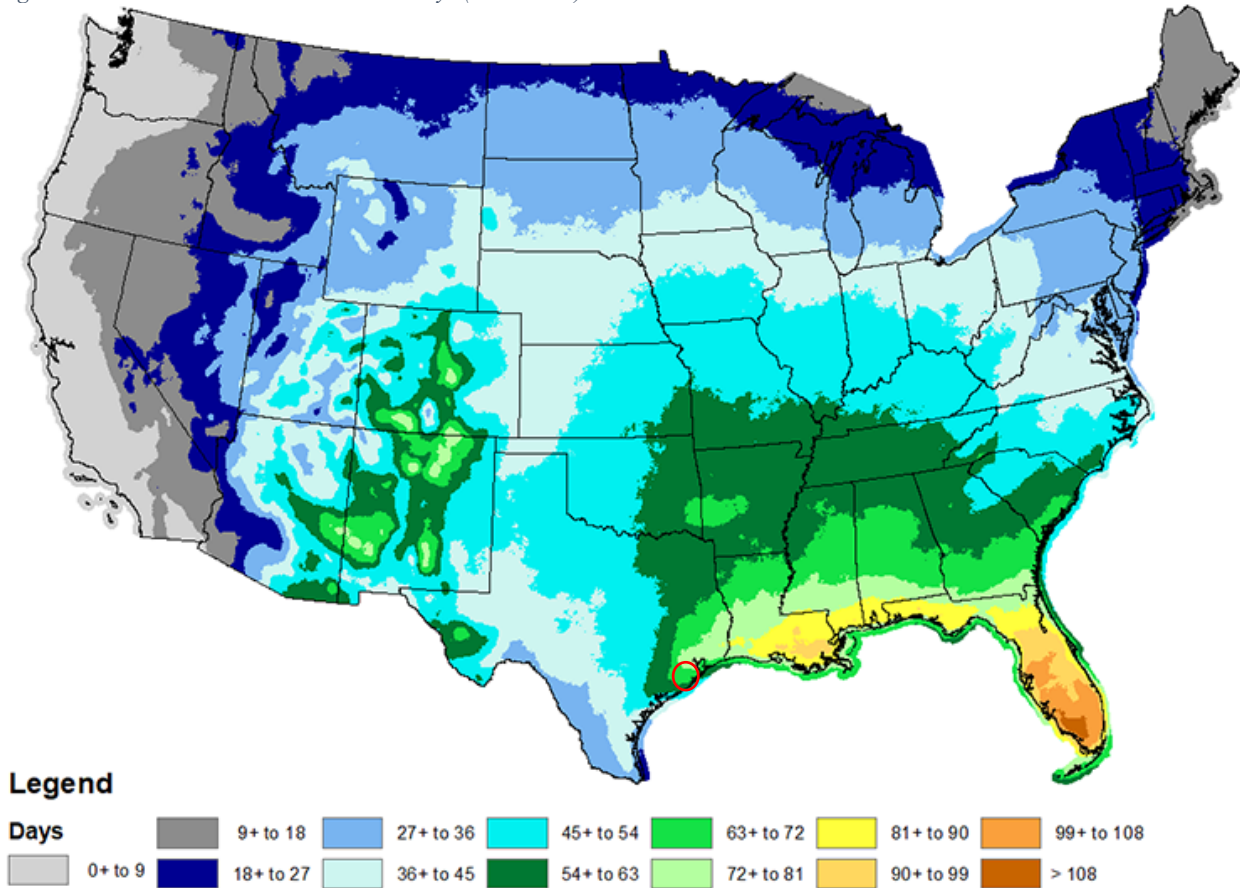 Legend
Days
0+ to 9
9+ to 18
18+ to 27
27+ to 36
36+ to 45
45+ to 54
54+ to 63
63+ to 72
72+ to 81
81+ to 90
90+ to 99
99+ to 108
> 108